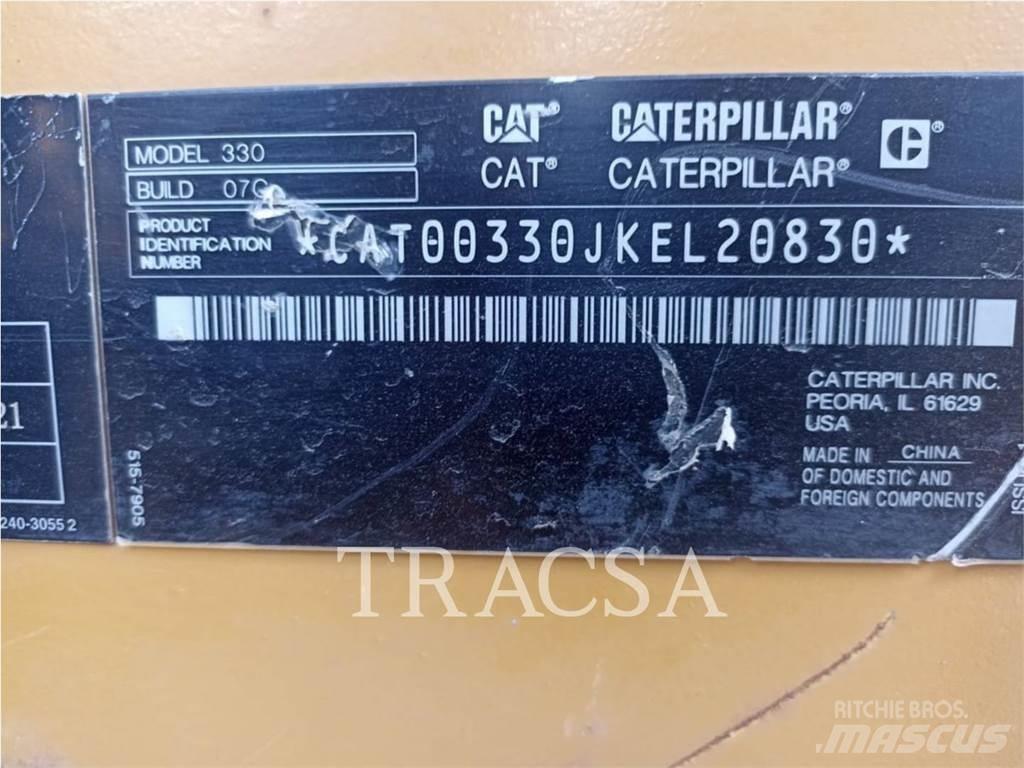 CAT® CATERPILLAR®
CAT® CATERPILLAR®
MODEL 330
BUILD 07C
PRODUCT
IDENTIFICATION
NUMBER
*CAT00330JKEL20830*
CATERPILLAR INC.
PEORIA, IL 61629
USA
MADE IN CHINA
OF DOMESTIC AND
FOREIGN COMPONENTS
515-7905
21
240-3055 2
TRACSA
RITCHIE BROS.
MASCUS